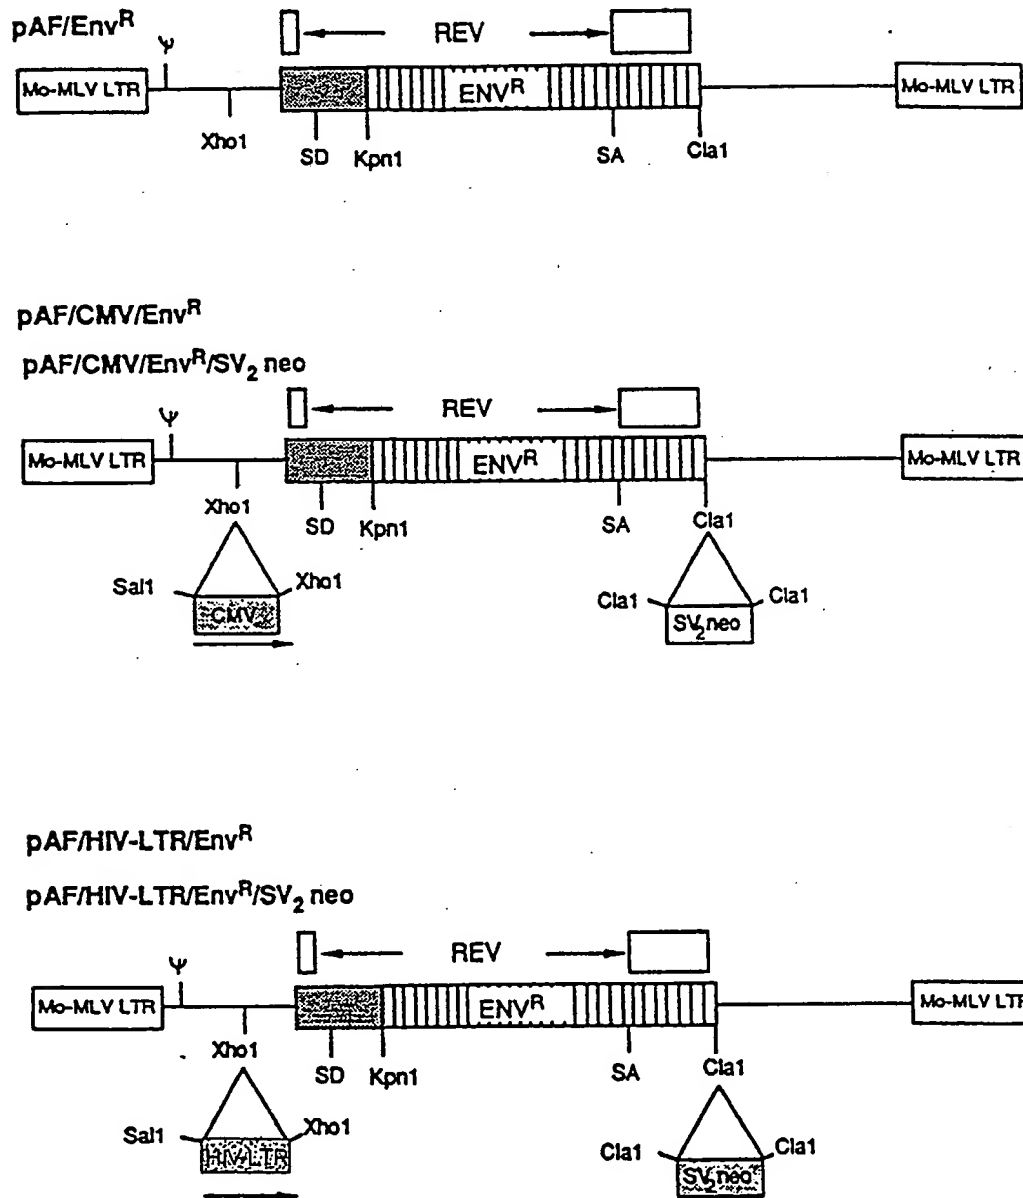 pAF/Env^R
Ψ
REV
Mo-MLV LTR
ENV^R
Mo-MLV LTR
Xho1
SD
Kpn1
SA
Cla1
pAF/CMV/Env^R
pAF/CMV/Env^R/SV₂ neo
Ψ
REV
Mo-MLV LTR
ENV^R
Mo-MLV LTR
Xho1
SD
Kpn1
SA
Cla1
Sal1
Xho1
Cla1
Cla1
CMV
SV₂neo
pAF/HIV-LTR/Env^R
pAF/HIV-LTR/Env^R/SV₂ neo
Ψ
REV
Mo-MLV LTR
ENV^R
Mo-MLV LTR
Xho1
SD
Kpn1
SA
Cla1
Sal1
Xho1
Cla1
Cla1
HIV-LTR
SV₂neo